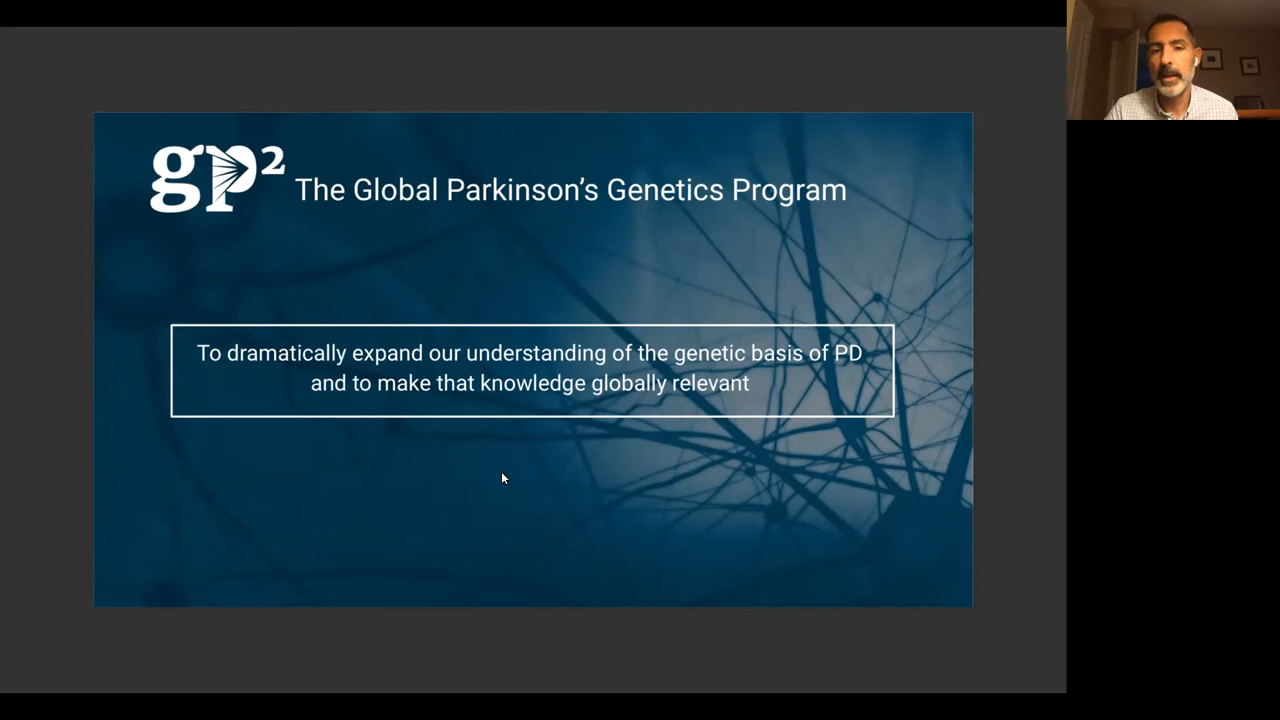 gp² The Global Parkinson's Genetics Program
To dramatically expand our understanding of the genetic basis of PD
and to make that knowledge globally relevant